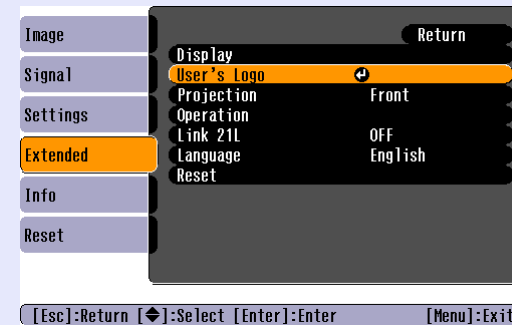 Image
Signal
Settings
Extended
Info
Reset
Return
Display
User's Logo
Projection Front
Operation
Link 21L OFF
Language English
Reset
[Esc]:Return [◆]:Select [Enter]:Enter [Menu]:Exit